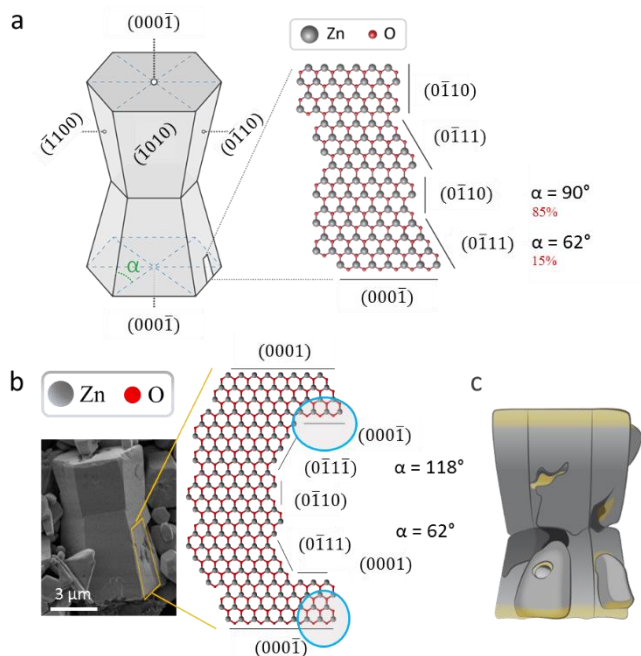 a
Zn O
(0001̅)
(1̅100)
(1̅010)
(01̅10)
α
(0001̅)
(01̅10)
(01̅11)
(01̅10)
α = 90°
85%
(01̅11)
α = 62°
15%
(0001̅)
b
Zn O
3 µm
(0001)
(0001̅)
(01̅11̅)
α = 118°
(01̅10)
α = 62°
(01̅11)
(0001)
(0001̅)
c